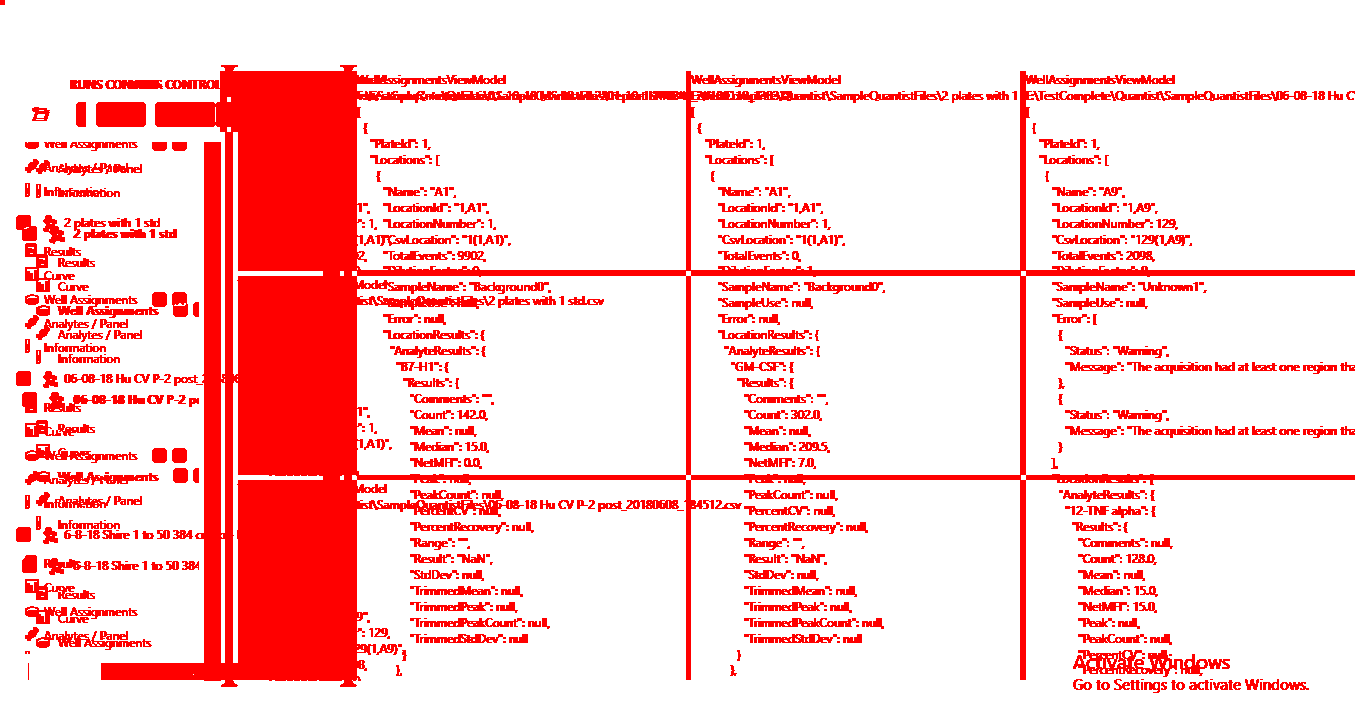 RUNS CONTROL
Well Assignments
Analytes / Panel
Information
2 plates with 1 std
2 plates with 1 std
Results
Results
Curve
Curve
Well Assignments
Well Assignments
Analytes / Panel
Analytes / Panel
Information
Information
06-08-18 Hu CV P-2 post_
06-08-18 Hu CV P-2
Results
Results
Curve
Well Assignments
Well Assignments
Analytes / Panel
Analytes / Panel
Information
Information
6-8-18 Shire 1 to 50 384
6-8-18 Shire 1 to 50 384
Curve
Results
Well Assignments
Curve
Analytes / Panel
Well Assignments
WellAssignmentsViewModel
[
{
"PlateId": 1,
"Locations": [
{
"Name": "A1",
"LocationId": "1,A1",
"LocationNumber": 1,
"CsvLocation": "1(1,A1)",
"TotalEvents": 9902,
"SampleName": "Background0",
Model
\SampleQuantistFiles\2 plates with 1 std.csv
"Error": null,
"LocationResults": {
"AnalyteResults": {
"B7-H1": {
"Results": {
"Comments": "",
"Count": 142.0,
"Mean": null,
"Median": 15.0,
"NetMFI": 0.0,
"Peak": null,
Model
"PeakCount": null,
\SampleQuantistFiles\06-08-18 Hu CV P-2 post_20180608_184512.csv
"PercentCV": null,
"PercentRecovery": null,
"Range": "",
"Result": "NaN",
"StdDev": null,
"TrimmedMean": null,
"TrimmedPeak": null,
"TrimmedPeakCount": null,
"TrimmedStdDev": null
}
},
WellAssignmentsViewModel
\SampleQuantistFiles\2 plates with 1
[
{
"PlateId": 1,
"Locations": [
{
"Name": "A1",
"LocationId": "1,A1",
"LocationNumber": 1,
"CsvLocation": "1(1,A1)",
"TotalEvents": 0,
"DilutionFactor": 1,
"SampleName": "Background0",
"SampleUse": null,
"Error": null,
"LocationResults": {
"AnalyteResults": {
"GM-CSF": {
"Results": {
"Comments": "",
"Count": 302.0,
"Mean": null,
"Median": 209.5,
"NetMFI": 7.0,
"Peak": null,
"PeakCount": null,
"PercentCV": null,
"PercentRecovery": null,
"Range": "",
"Result": "NaN",
"StdDev": null,
"TrimmedMean": null,
"TrimmedPeak": null,
"TrimmedPeakCount": null,
"TrimmedStdDev": null
}
},
WellAssignmentsViewModel
E:\TestComplete\Quantist\SampleQuantistFiles\06-08-18 Hu C
[
{
"PlateId": 1,
"Locations": [
{
"Name": "A9",
"LocationId": "1,A9",
"LocationNumber": 129,
"CsvLocation": "129(1,A9)",
"TotalEvents": 2098,
"DilutionFactor": 0,
"SampleName": "Unknown1",
"SampleUse": null,
"Error": [
{
"Status": "Warning",
"Message": "The acquisition had at least one region tha
},
{
"Status": "Warning",
"Message": "The acquisition had at least one region tha
}
],
"LocationResults": {
"AnalyteResults": {
"12-TNF alpha": {
"Results": {
"Comments": null,
"Count": 128.0,
"Mean": null,
"Median": 15.0,
"NetMFI": 15.0,
"Peak": null,
"PeakCount": null,
"PercentCV": null,
"PercentRecovery": null,
Activate Windows
Go to Settings to activate Windows.